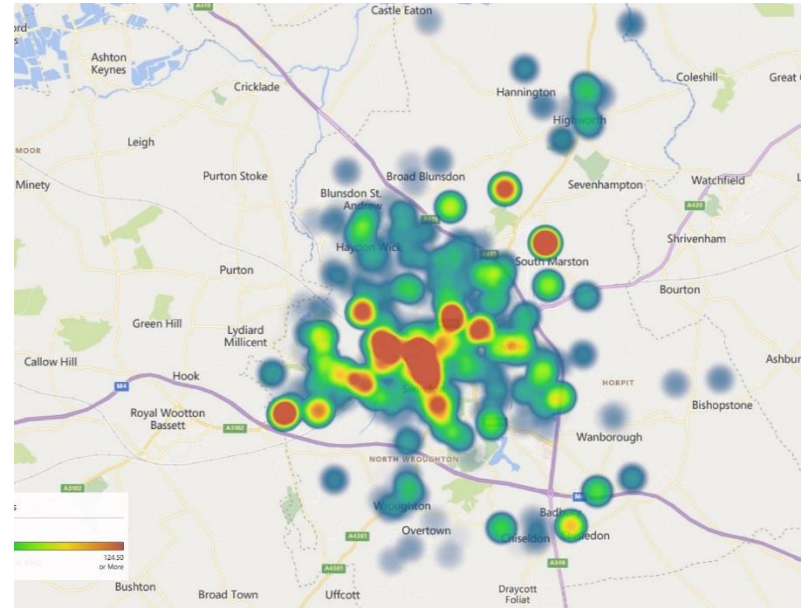 Castle Eaton
Ashton
Keynes
Cricklade
Hannington
Coleshill
Highworth
Leigh
MOOR
Minety
Purton Stoke
Broad Blunsdon
Sevenhampton
Watchfield
Blunsdon St.
Andrew
A420
Haydon Wick
Shrivenham
South Marston
Purton
Bourton
Green Hill
Lydiard
Millicent
Callow Hill
Hook
M4
HORPIT
Bishopstone
Royal Wootton
Bassett
A3102
Wanborough
NORTH WROUGHTON
A3102
Wroughton
Overtown
A4361
Chiseldon
A346
124.50
or More
A4361
Bushton
Broad Town
Uffcott
Draycott
Foliat